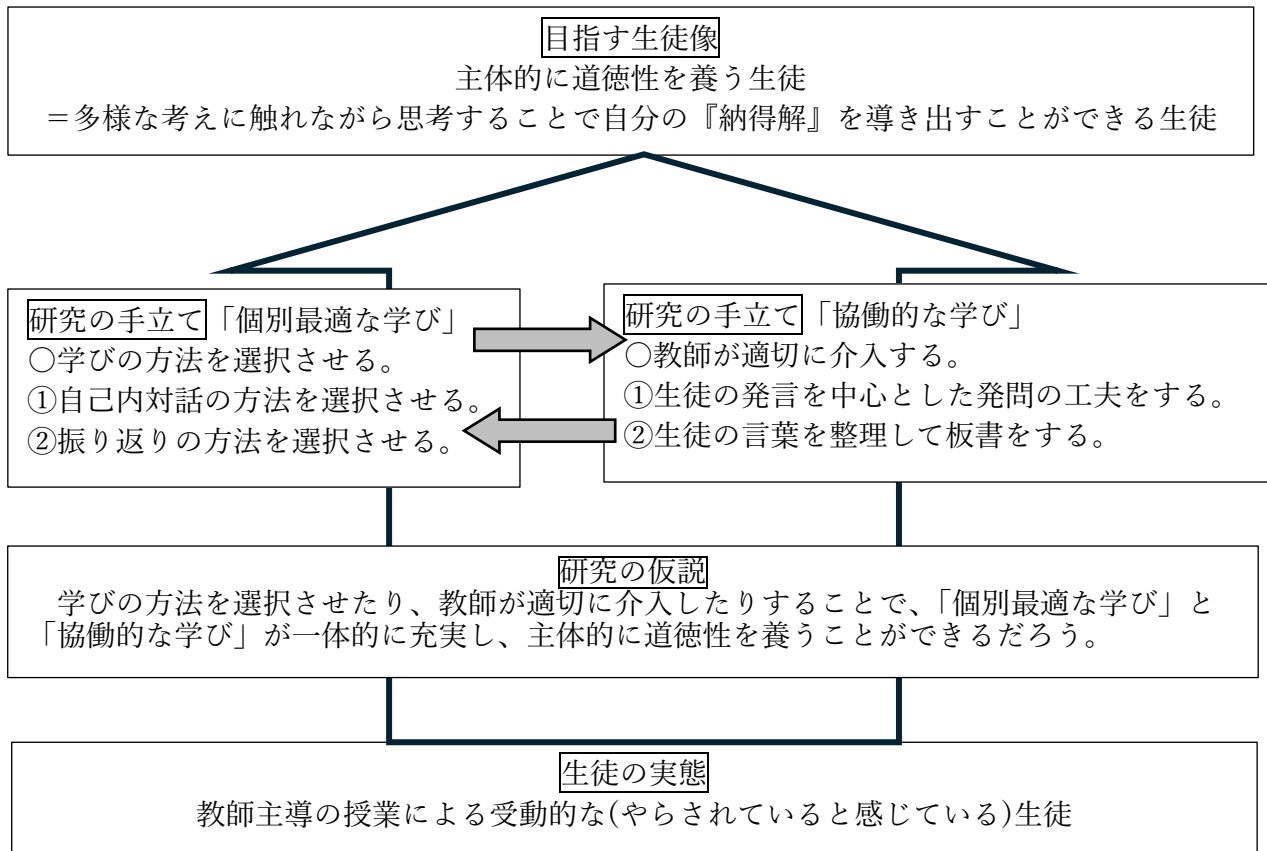 目指す生徒像
主体的に道徳性を養う生徒
＝多様な考えに触れながら思考することで自分の『納得解』を導き出すことができる生徒
研究の手立て「個別最適な学び」
〇学びの方法を選択させる。
①自己内対話の方法を選択させる。
②振り返りの方法を選択させる。
研究の手立て「協働的な学び」
〇教師が適切に介入する。
①生徒の発言を中心とした発問の工夫をする。
②生徒の言葉を整理して板書をする。
研究の仮説
学びの方法を選択させたり、教師が適切に介入したりすることで、「個別最適な学び」と
「協働的な学び」が一体的に充実し、主体的に道徳性を養うことができるだろう。
生徒の実態
教師主導の授業による受動的な(やらされていると感じている)生徒